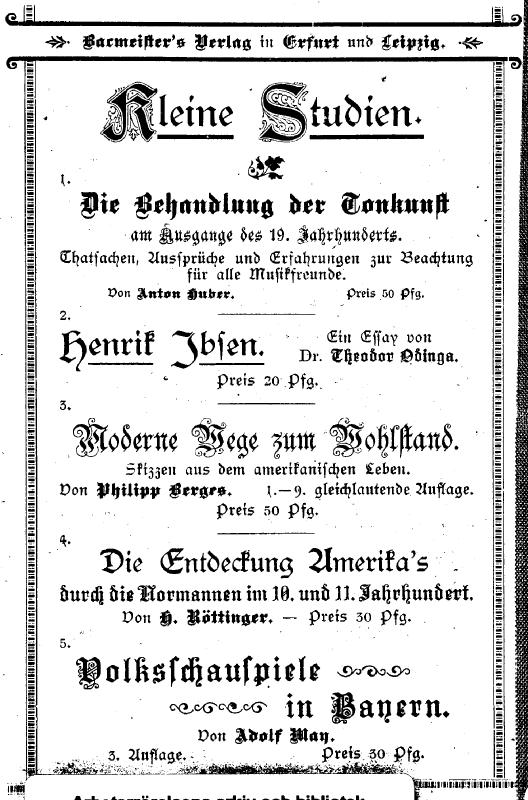 Bacmeister's Verlag in Erfurt und Leipzig.
Kleine Studien.
1.
Die Behandlung der Tonkunst
am Ausgange des 19. Jahrhunderts.
Thatsachen, Aussprüche und Erfahrungen zur Beachtung
für alle Musikfreunde.
Von Anton Huber. Preis 50 Pfg.
2.
Henrik Ibsen. Ein Essay von
Dr. Theodor Odinga.
Preis 20 Pfg.
3.
Moderne Wege zum Wohlstand.
Skizzen aus dem amerikanischen Leben.
Von Philipp Berges. 1.—9. gleichlautende Auflage.
Preis 50 Pfg.
4.
Die Entdeckung Amerika's
durch die Normannen im 10. und 11. Jahrhundert.
Von H. Röttinger. — Preis 30 Pfg.
5.
Volksschauspiele
in Bayern.
Von Adolf May.
3. Auflage. Preis 30 Pfg.